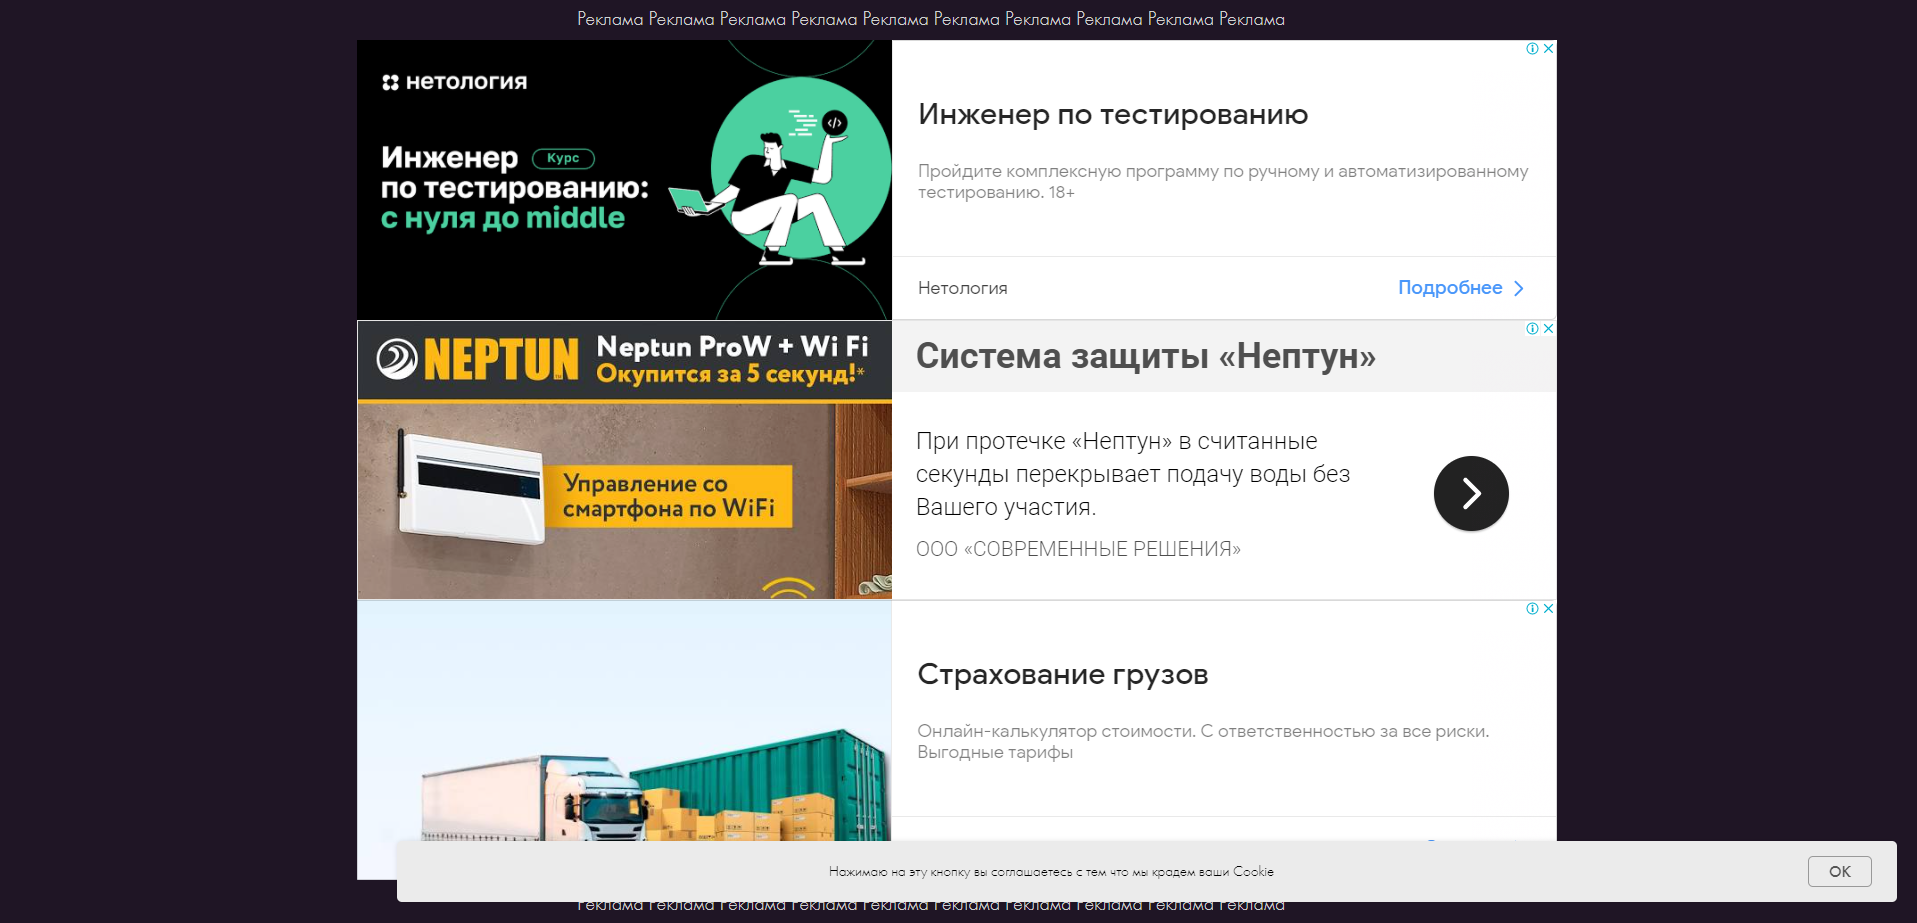 Реклама Реклама Реклама Реклама Реклама Реклама Реклама Реклама Реклама Реклама
нетология
Инженер Курс
по тестированию:
с нуля до middle
Инженер по тестированию
Пройдите комплексную программу по ручному и автоматизированному
тестированию. 18+
Нетология
Подробнее
NEPTUN
Neptun ProW + Wi Fi
Окупится за 5 секунд!*
Управление со
смартфона по WiFi
Система защиты «Нептун»
При протечке «Нептун» в считанные
секунды перекрывает подачу воды без
Вашего участия.
ООО «СОВРЕМЕННЫЕ РЕШЕНИЯ»
Страхование грузов
Онлайн-калькулятор стоимости. С ответственностью за все риски.
Выгодные тарифы
Нажимаю на эту кнопку вы соглашаетесь с тем что мы крадем ваши Cookie
OK
Реклама Реклама Реклама Реклама Реклама Реклама Реклама Реклама Реклама Реклама